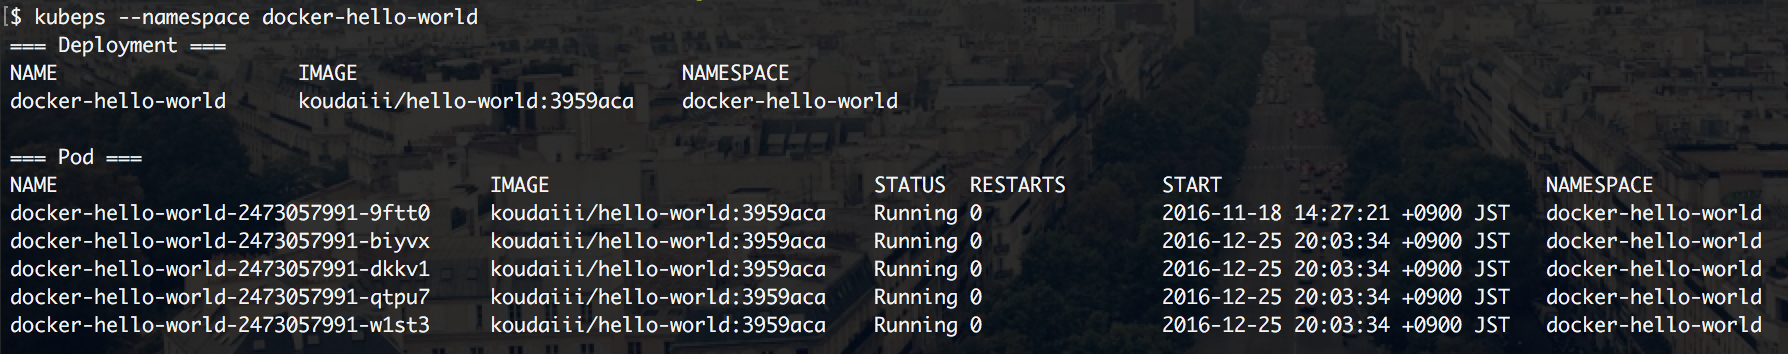 [$ kubeps --namespace docker-hello-world
=== Deployment ===
NAME IMAGE NAMESPACE
docker-hello-world koudaiii/hello-world:3959aca docker-hello-world
=== Pod ===
NAME IMAGE STATUS RESTARTS START NAMESPACE
docker-hello-world-2473057991-9ftt0 koudaiii/hello-world:3959aca Running 0 2016-11-18 14:27:21 +0900 JST docker-hello-world
docker-hello-world-2473057991-biyvx koudaiii/hello-world:3959aca Running 0 2016-12-25 20:03:34 +0900 JST docker-hello-world
docker-hello-world-2473057991-dkkv1 koudaiii/hello-world:3959aca Running 0 2016-12-25 20:03:34 +0900 JST docker-hello-world
docker-hello-world-2473057991-qtpu7 koudaiii/hello-world:3959aca Running 0 2016-12-25 20:03:34 +0900 JST docker-hello-world
docker-hello-world-2473057991-w1st3 koudaiii/hello-world:3959aca Running 0 2016-12-25 20:03:34 +0900 JST docker-hello-world